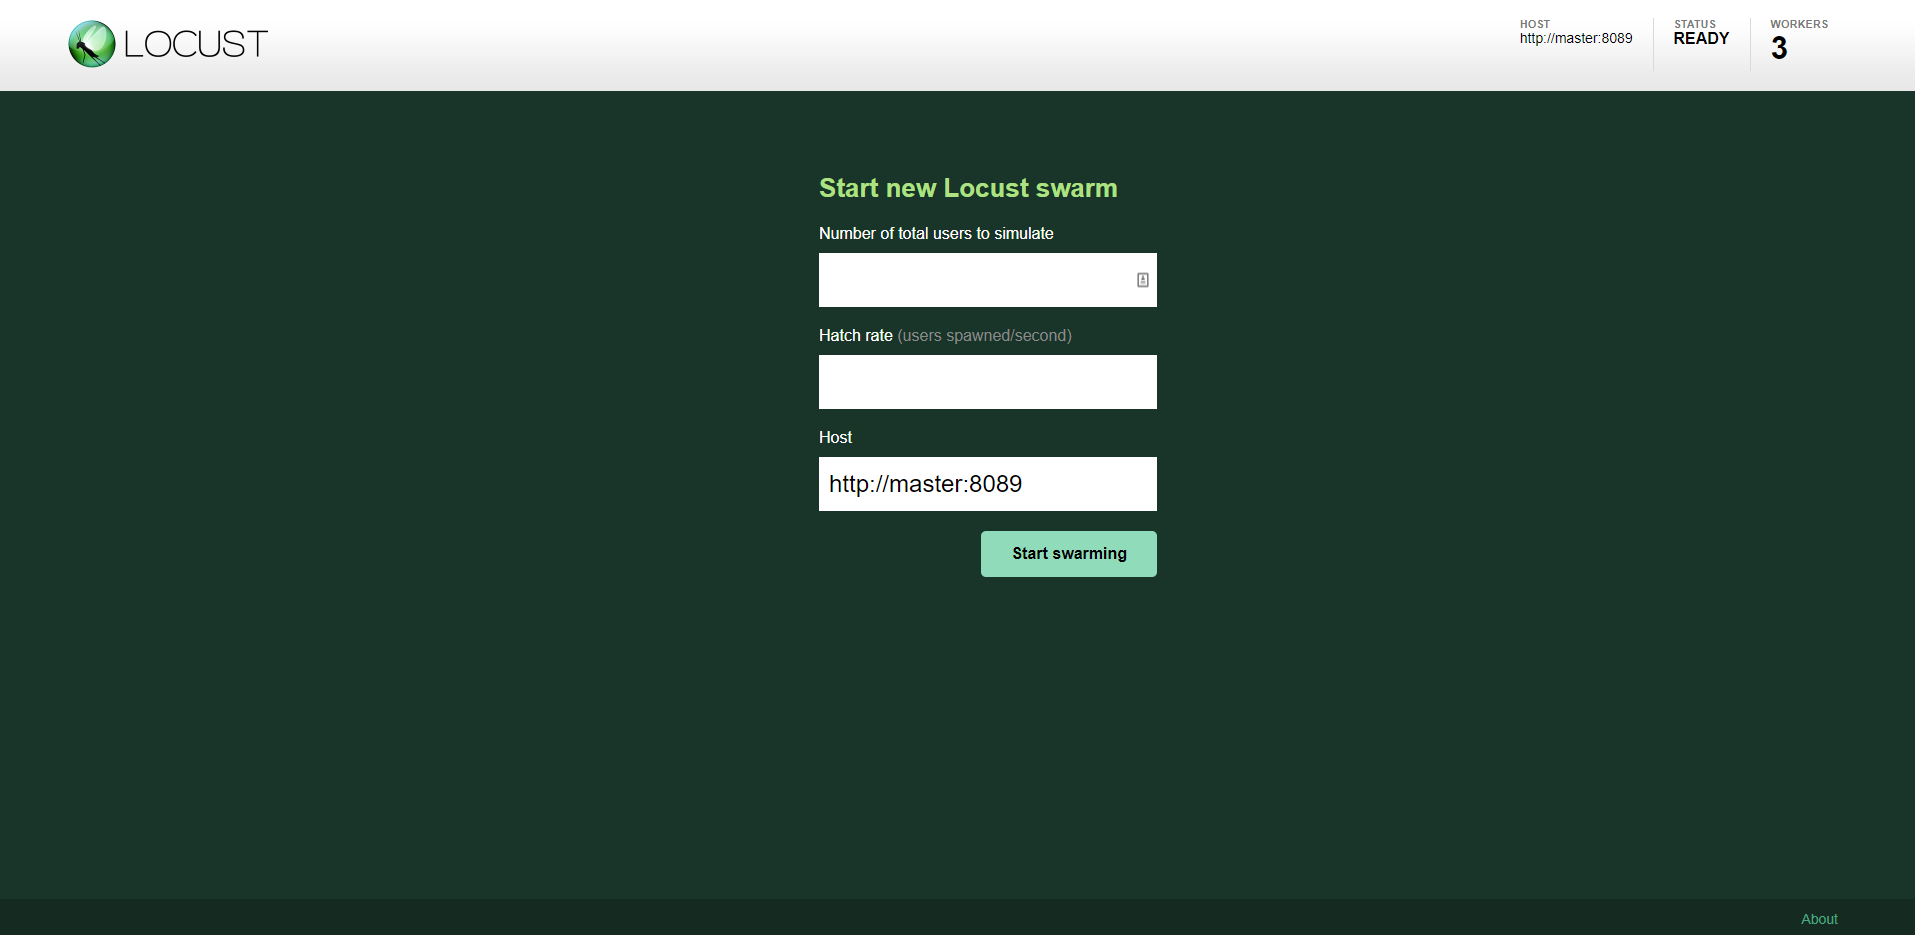 LOCUST
HOST
http://master:8089
STATUS
READY
WORKERS
3
Start new Locust swarm
Number of total users to simulate
Hatch rate (users spawned/second)
Host
http://master:8089
Start swarming
About